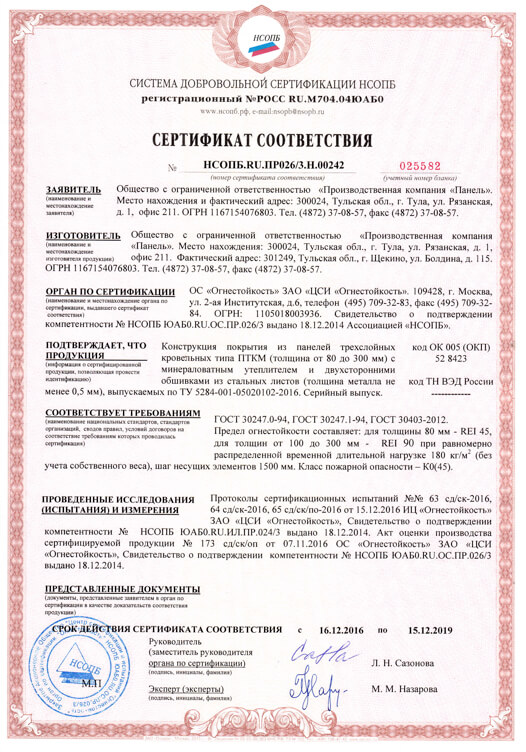 НСОПБ
СИСТЕМА ДОБРОВОЛЬНОЙ СЕРТИФИКАЦИИ НСОПБ
регистрационный №РОСС RU.М704.04ЮАБ0
www.нсопб.рф, e-mail:nsopb@nsopb.ru
СЕРТИФИКАТ СООТВЕТСТВИЯ
№ НСОПБ.RU.ПР026/3.Н.00242 025582
(номер сертификата соответствия) (учетный номер бланка)
ЗАЯВИТЕЛЬ Общество с ограниченной ответственностью «Производственная компания «Панель».
(наименование и местонахождение заявителя) Место нахождения и фактический адрес: 300024, Тульская обл., г. Тула, ул. Рязанская,
д. 1, офис 211. ОГРН 1167154076803. Тел. (4872) 37-08-57, факс (4872) 37-08-57.
ИЗГОТОВИТЕЛЬ Общество с ограниченной ответственностью «Производственная компания
(наименование и местонахождение изготовителя продукции) «Панель». Место нахождения: 300024, Тульская обл., г. Тула, ул. Рязанская, д. 1,
офис 211. Фактический адрес: 301249, Тульская обл., г. Щекино, ул. Болдина, д. 115.
ОГРН 1167154076803. Тел. (4872) 37-08-57, факс (4872) 37-08-57.
ОРГАН ПО СЕРТИФИКАЦИИ ОС «Огнестойкость» ЗАО «ЦСИ «Огнестойкость». 109428, г. Москва,
(наименование и местонахождение органа по сертификации, выдавшего сертификат соответствия) ул. 2-ая Институтская, д.6, телефон (495) 709-32-83, факс (495) 709-32-
84. ОГРН: 1105018003936. Свидетельство о подтверждении
компетентности № НСОПБ ЮАБ0.RU.ОС.ПР.026/3 выдано 18.12.2014 Ассоциацией «НСОПБ».
ПОДТВЕРЖДАЕТ, ЧТО ПРОДУКЦИЯ
(информация о сертифицированной продукции, позволяющая провести идентификацию)
Конструкция покрытия из панелей трехслойных код ОК 005 (ОКП)
кровельных типа ПТКМ (толщина от 80 до 300 мм) с 52 8423
минераловатным утеплителем и двухсторонними
обшивками из стальных листов (толщина металла не код ТН ВЭД России
менее 0,5 мм), выпускаемых по ТУ 5284-001-05020102-2016. Серийный выпуск. ------------
СООТВЕТСТВУЕТ ТРЕБОВАНИЯМ
(наименование национальных стандартов, стандартов организаций, сводов правил, условий договоров на соответствие требованиям которых проводилась сертификация)
ГОСТ 30247.0-94, ГОСТ 30247.1-94, ГОСТ 30403-2012.
Предел огнестойкости составляет: для толщины 80 мм - REI 45,
для толщин от 100 до 300 мм - REI 90 при равномерно
распределенной временной длительной нагрузке 180 кг/м² (без
учета собственного веса), шаг несущих элементов 1500 мм. Класс пожарной опасности – К0(45).
ПРОВЕДЕННЫЕ ИССЛЕДОВАНИЯ (ИСПЫТАНИЯ) И ИЗМЕРЕНИЯ
Протоколы сертификационных испытаний №№ 63 сд/ск-2016,
64 сд/ск-2016, 65 сд/ск/по-2016 от 15.12.2016 ИЦ «Огнестойкость»
ЗАО «ЦСИ «Огнестойкость», Свидетельство о подтверждении
компетентности № НСОПБ ЮАБ0.RU.ИЛ.ПР.024/3 выдано 18.12.2014. Акт оценки производства
сертифицируемой продукции № 173 сд/ск/оп от 07.11.2016 ОС «Огнестойкость» ЗАО «ЦСИ
«Огнестойкость», Свидетельство о подтверждении компетентности № НСОПБ ЮАБ0.RU.ОС.ПР.026/3
выдано 18.12.2014.
ПРЕДСТАВЛЕННЫЕ ДОКУМЕНТЫ
(документы, представленные заявителем в орган по
сертификации в качестве доказательств соответствия
продукции)
СРОК ДЕЙСТВИЯ СЕРТИФИКАТА СООТВЕТСТВИЯ с 16.12.2016 по 15.12.2019
Руководитель
(заместитель руководителя
органа по сертификации) Л. Н. Сазонова
(подпись, инициалы, фамилия)
Эксперт (эксперты) М. М. Назарова
(подпись, инициалы, фамилия)
НСОПБ
М.П